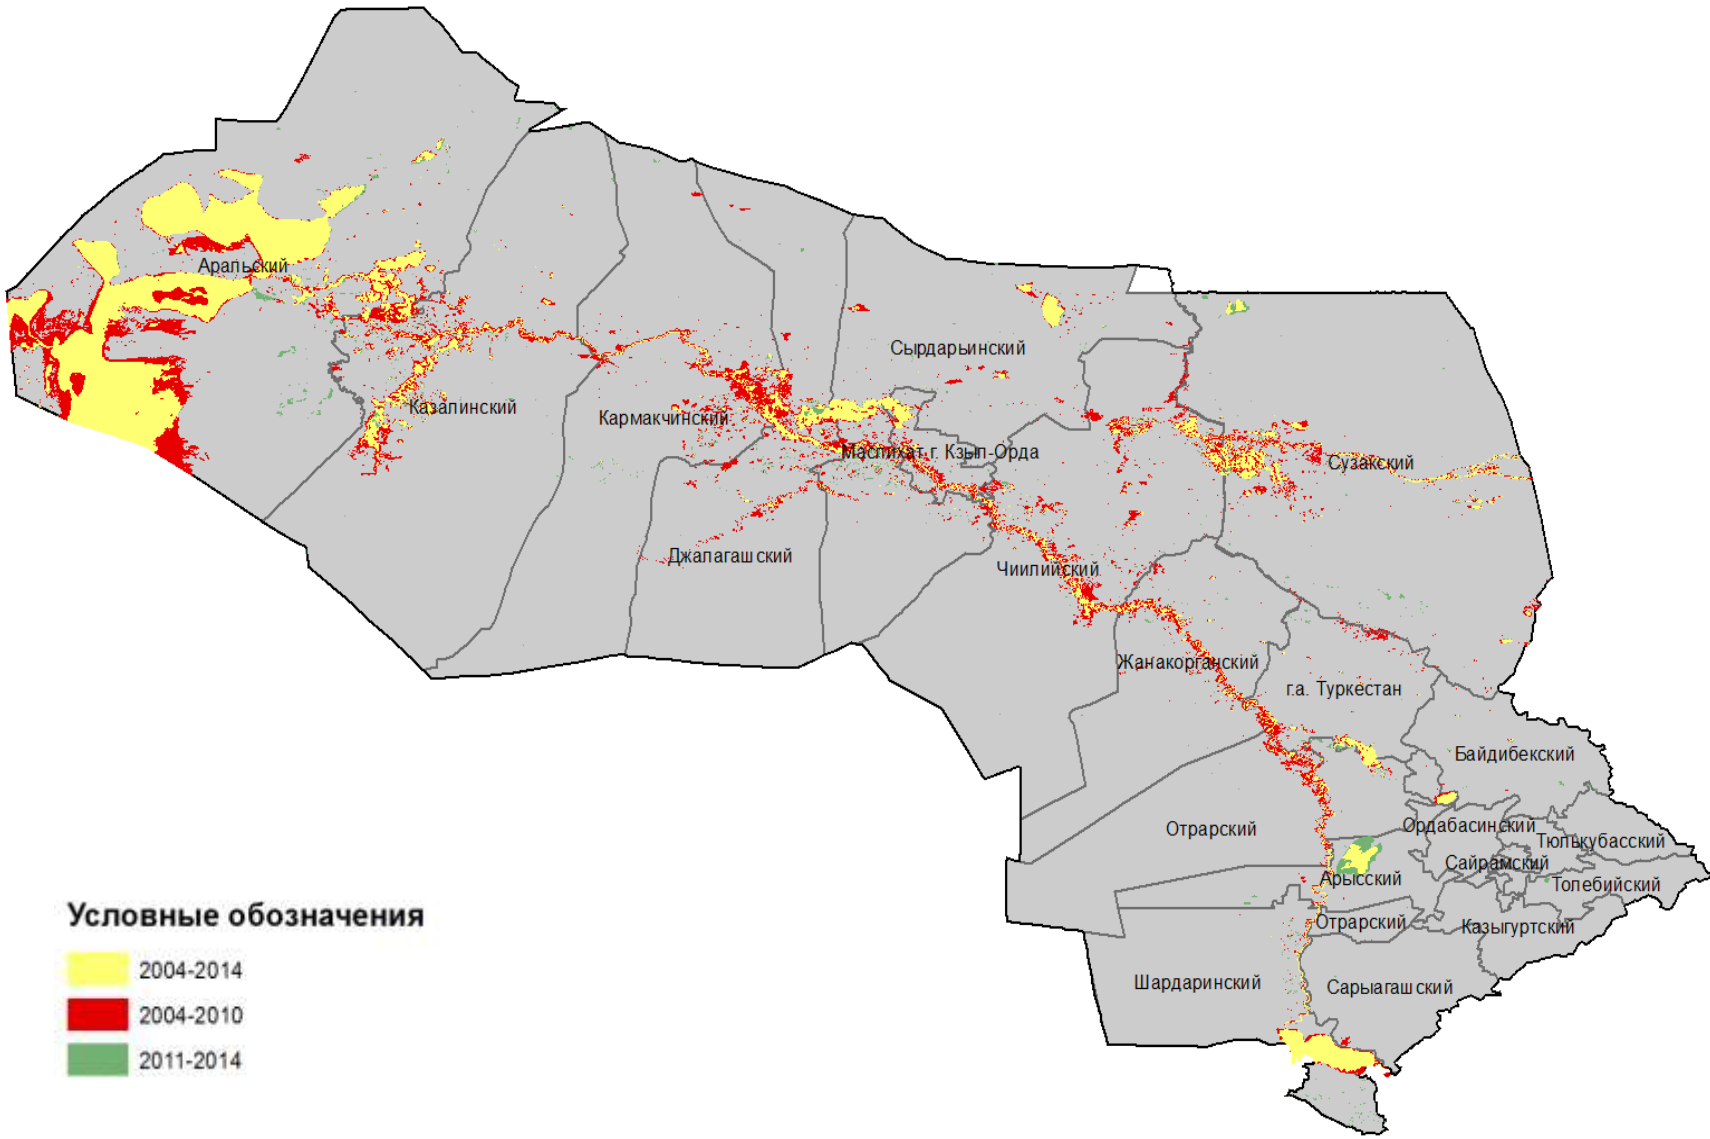 Аральский
Сырдарьинский
Казалинский
Кармакчинский
Маслихат г. Кзыл-Орда
Сузакский
Джалагашский
Чиилийский
Жанакорганский
г.а. Туркестан
Байдибекский
Отрарский
Ордабасинский
Тюлькубасский
Сайрамский
Арысский
Толебийский
Отрарский
Казыгуртский
Шардаринский
Сарыагашский
Условные обозначения
2004-2014
2004-2010
2011-2014